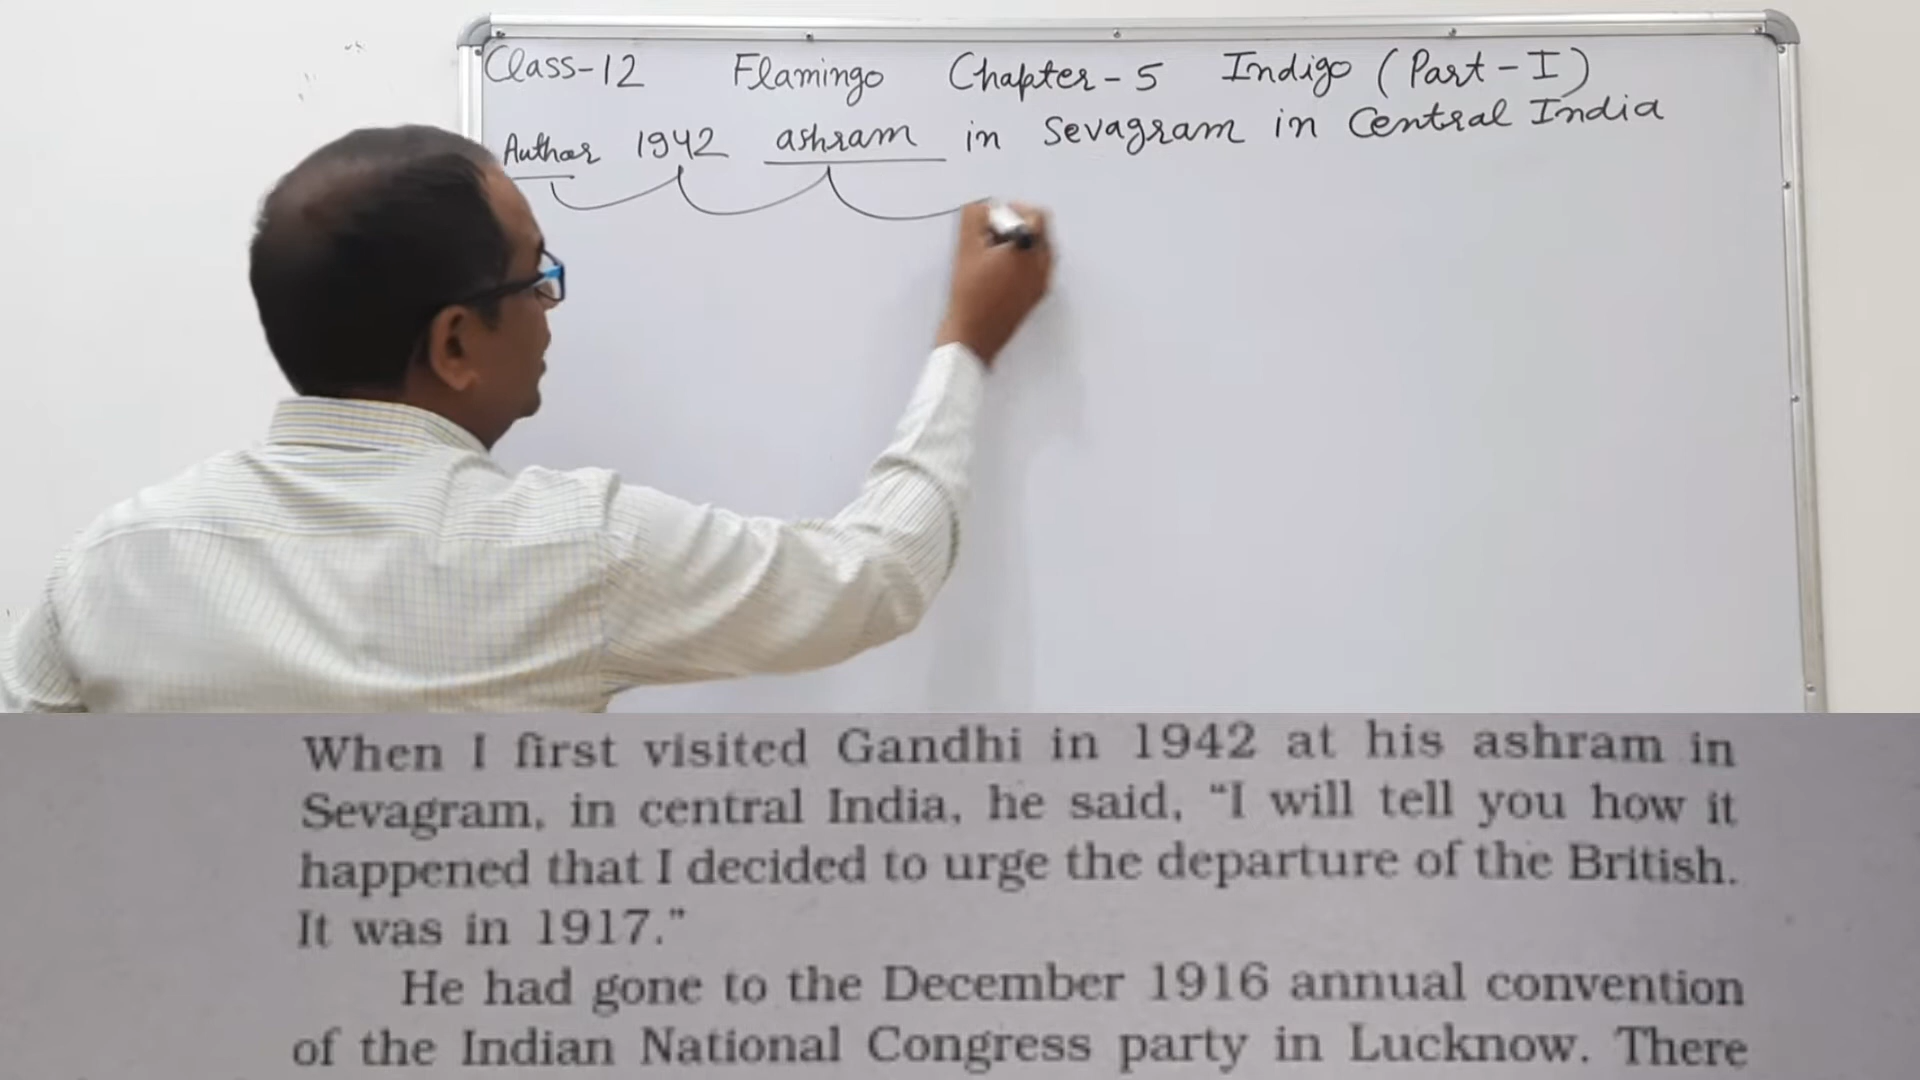 Class-12 Flamingo Chapter-5 Indigo (Part-I)
Author 1942 ashram in Sevagram in Central India
When I first visited Gandhi in 1942 at his ashram in
Sevagram, in central India, he said, “I will tell you how it
happened that I decided to urge the departure of the British.
It was in 1917.”
He had gone to the December 1916 annual convention
of the Indian National Congress party in Lucknow. There